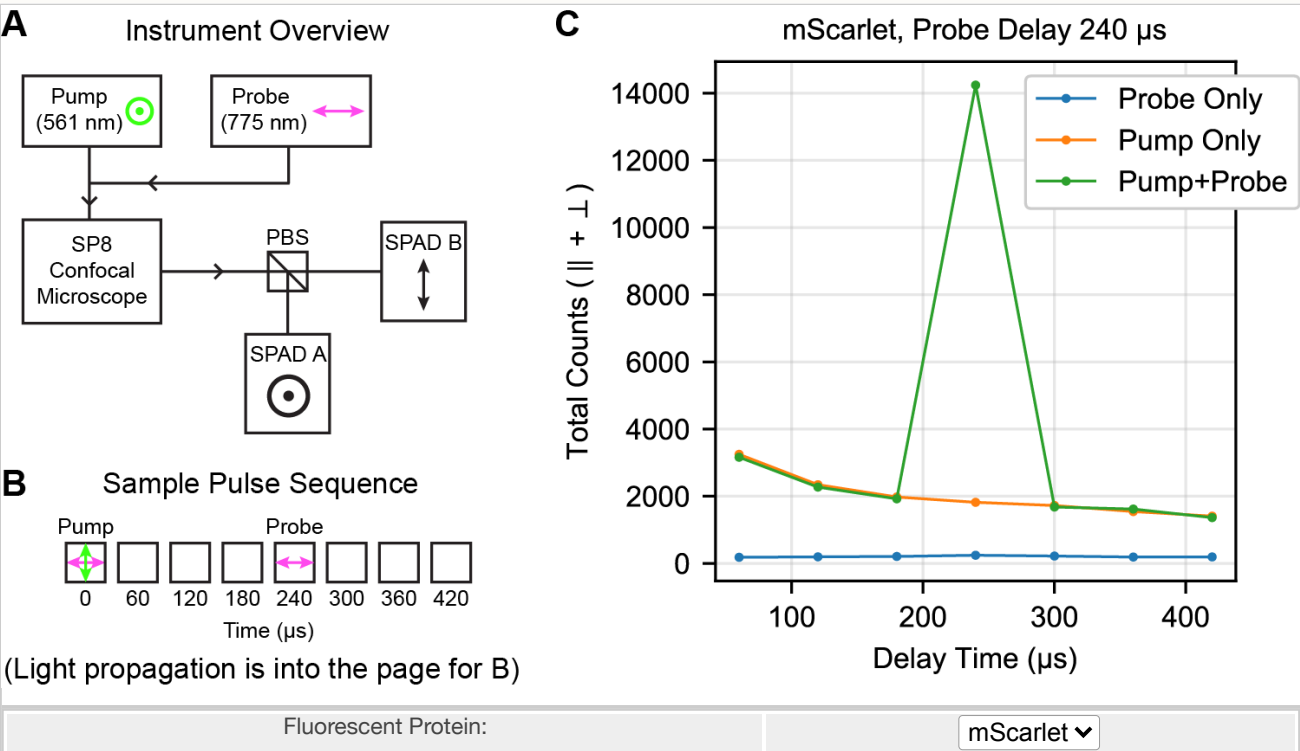 A
Instrument Overview
Pump
(561 nm)
Probe
(775 nm)
SP8
Confocal
Microscope
PBS
SPAD B
SPAD A
B
Sample Pulse Sequence
Pump
Probe
0 60 120 180 240 300 360 420
Time (µs)
(Light propagation is into the page for B)
C
mScarlet, Probe Delay 240 µs
Total Counts ( || + ⊥ )
14000
12000
10000
8000
6000
4000
2000
0
100 200 300 400
Delay Time (µs)
Probe Only
Pump Only
Pump+Probe
Fluorescent Protein:
mScarlet